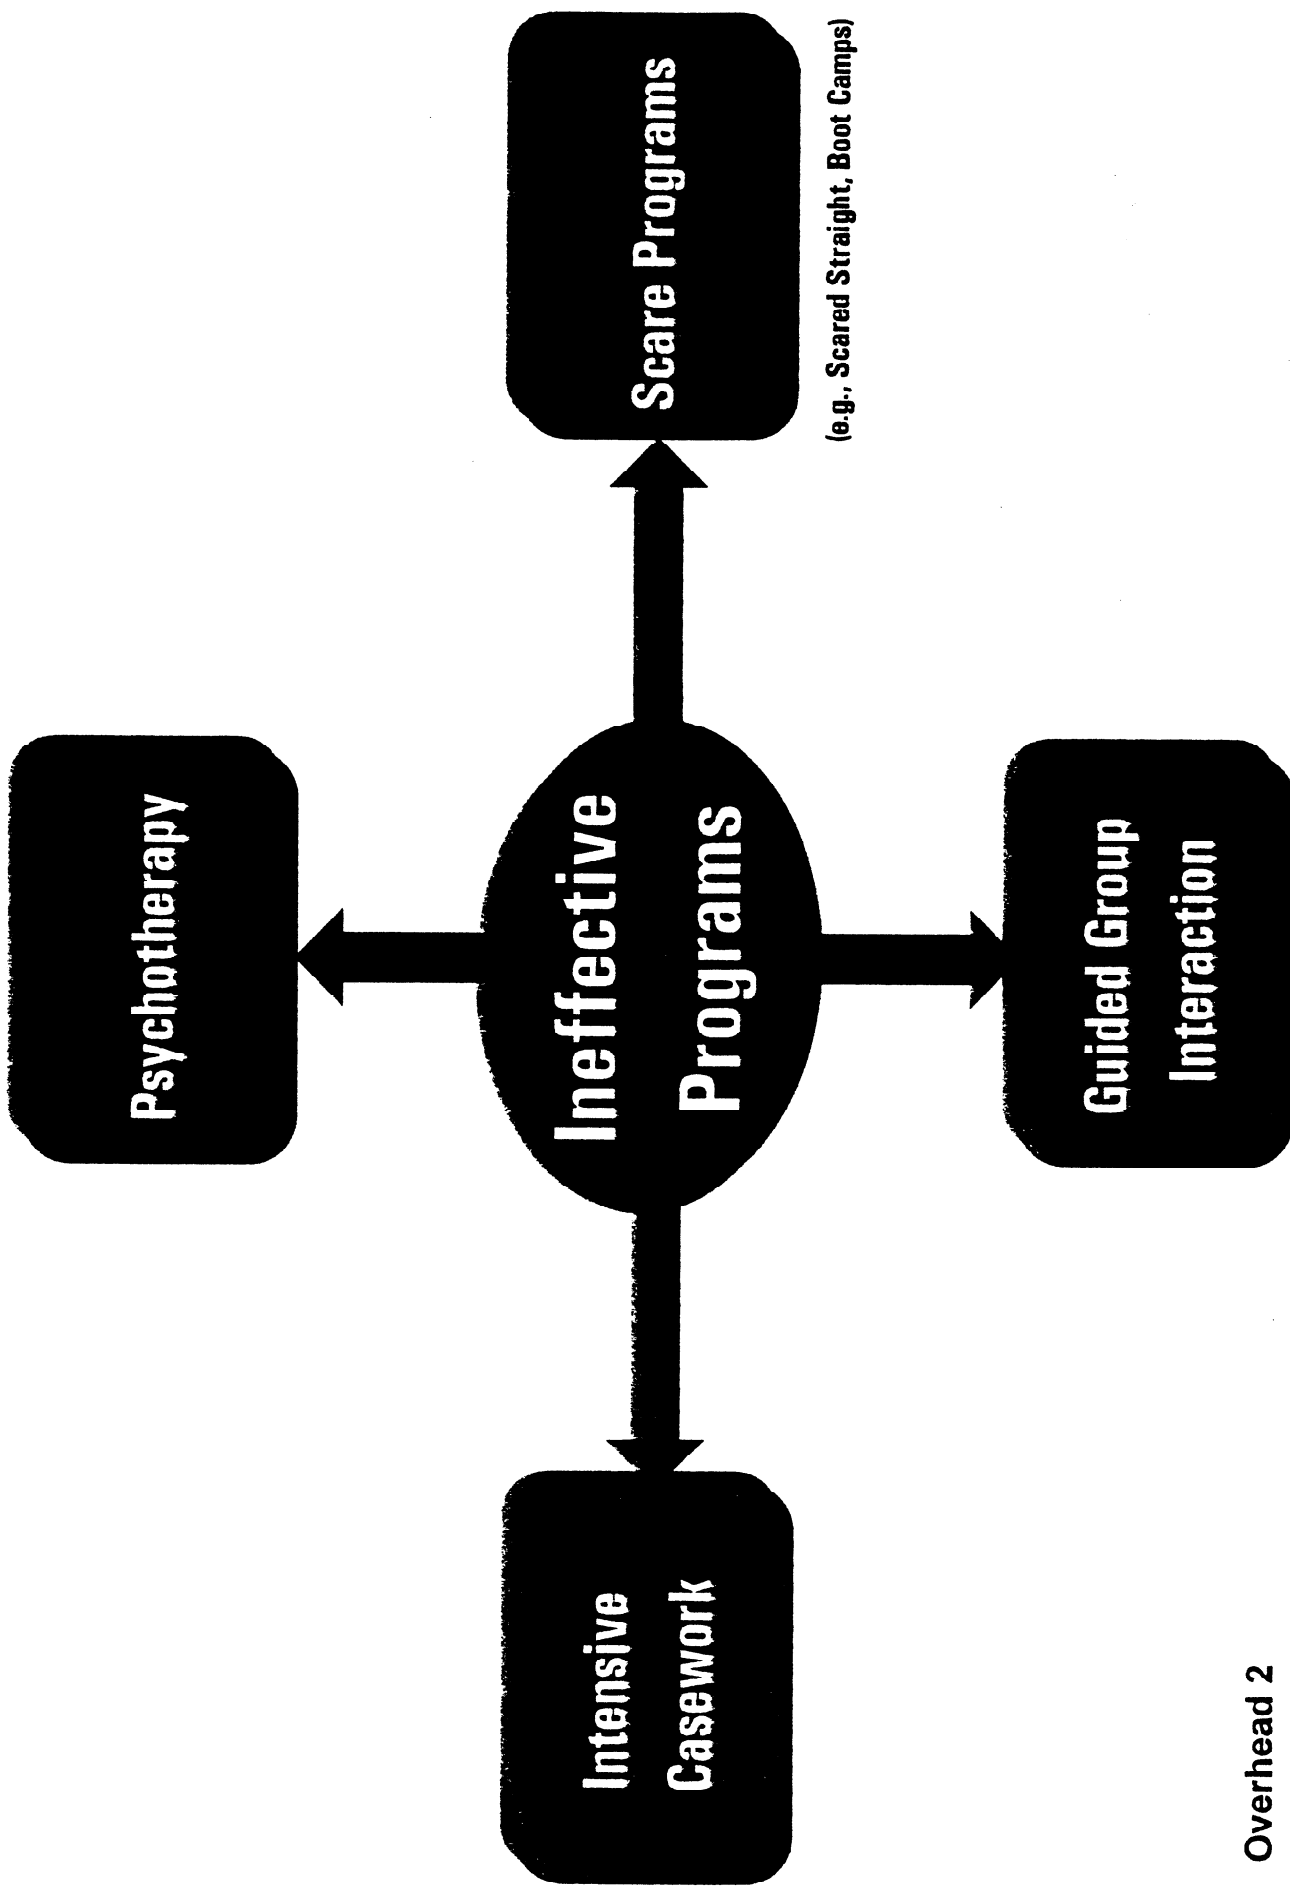 Psychotherapy
Intensive
Casework
Ineffective
Programs
Scare Programs
(e.g., Scared Straight, Boot Camps)
Guided Group
Interaction
Overhead 2